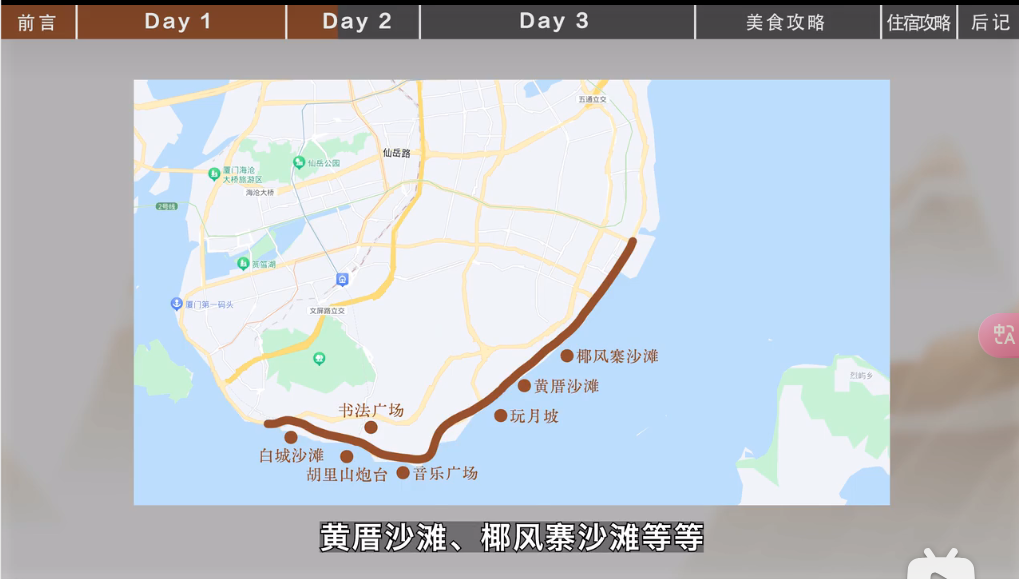 前言
Day 1
Day 2
Day 3
美食攻略
住宿攻略
后记
五通立交
仙岳路
仙岳公园
厦门海沧
大桥旅游区
海沧大桥
2号线
筼筜湖
厦门第一码头
文屏路立交
椰风寨沙滩
黄厝沙滩
烈屿乡
书法广场
玩月坡
白城沙滩
胡里山炮台
音乐广场
中A
黄厝沙滩、椰风寨沙滩等等